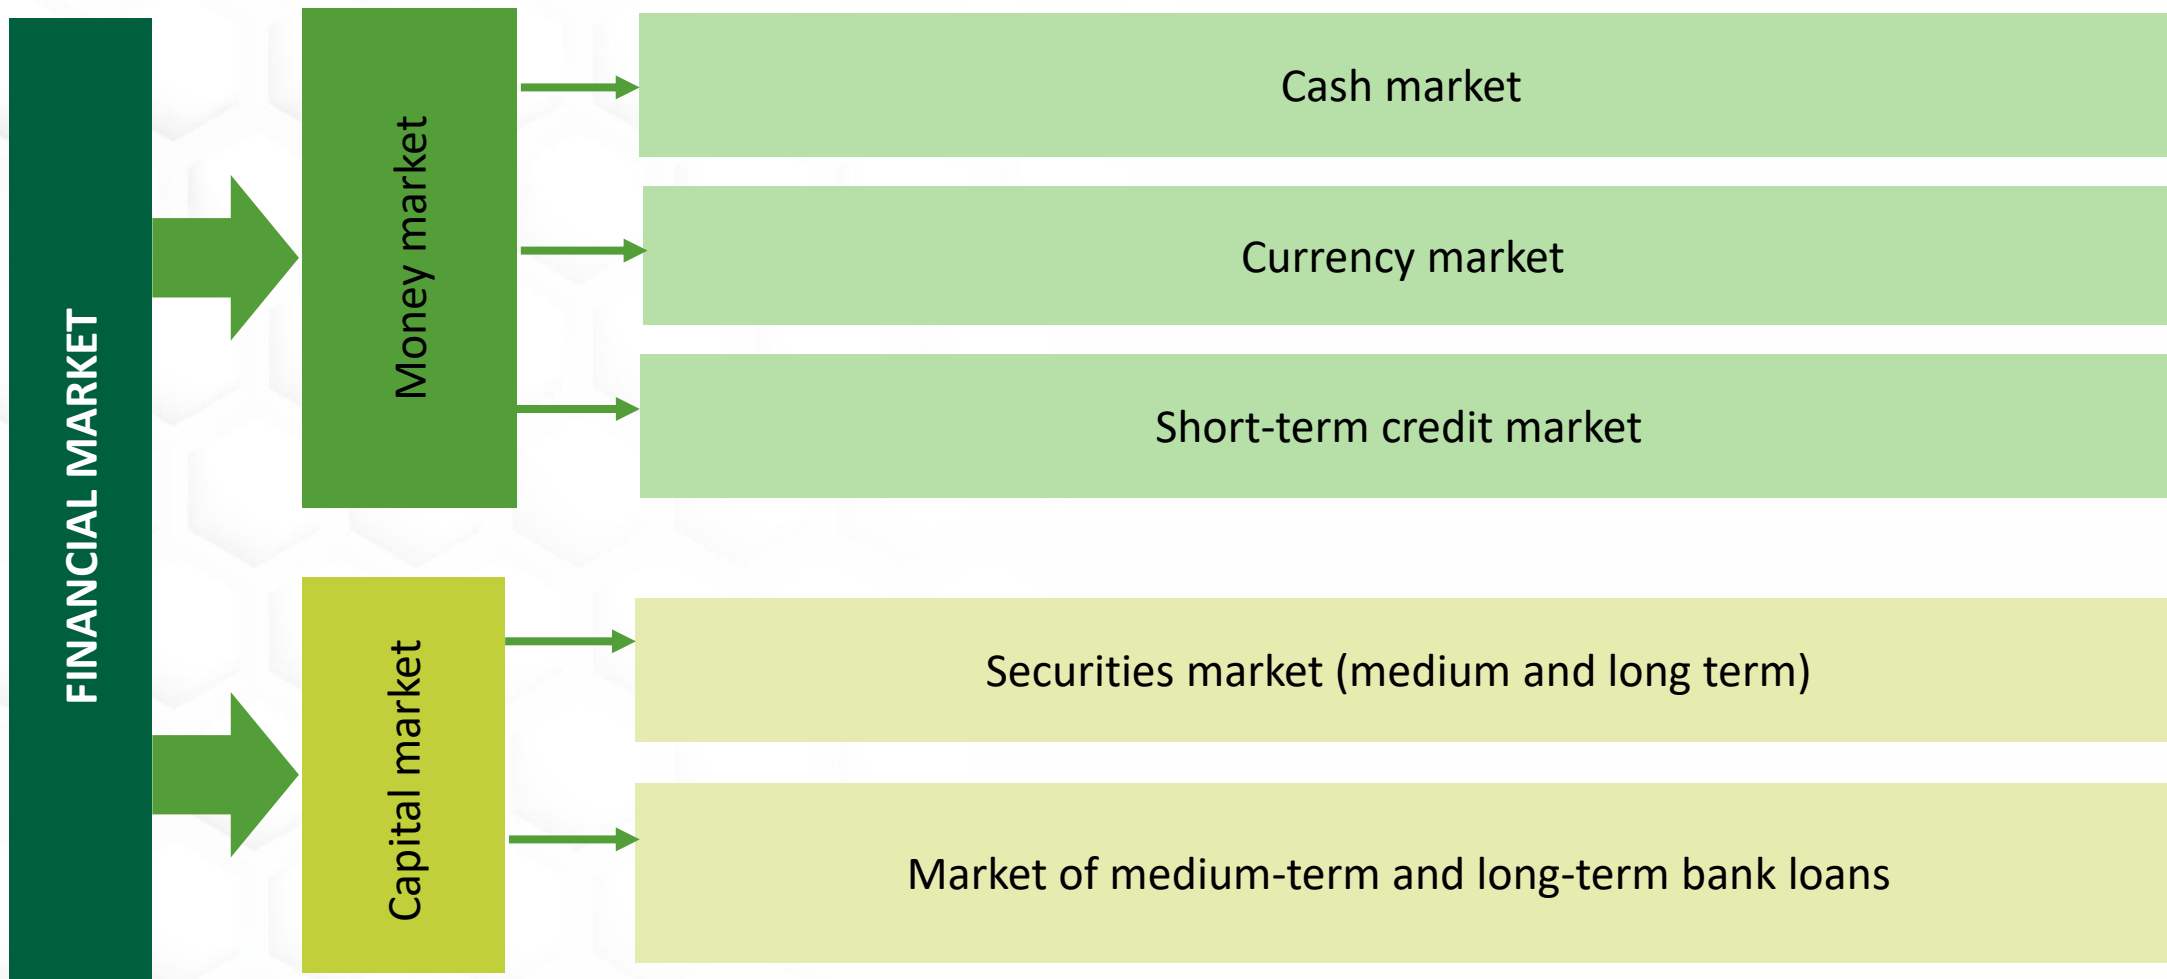 FINANCIAL MARKET
Money market
Cash market
Currency market
Short-term credit market
Capital market
Securities market (medium and long term)
Market of medium-term and long-term bank loans